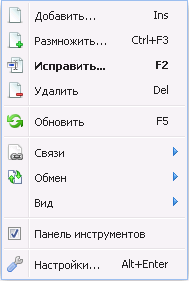 Добавить... Ins
Размножить... Ctrl+F3
Исправить... F2
Удалить Del
Обновить F5
Связи
Обмен
Вид
Панель инструментов
Настройки... Alt+Enter